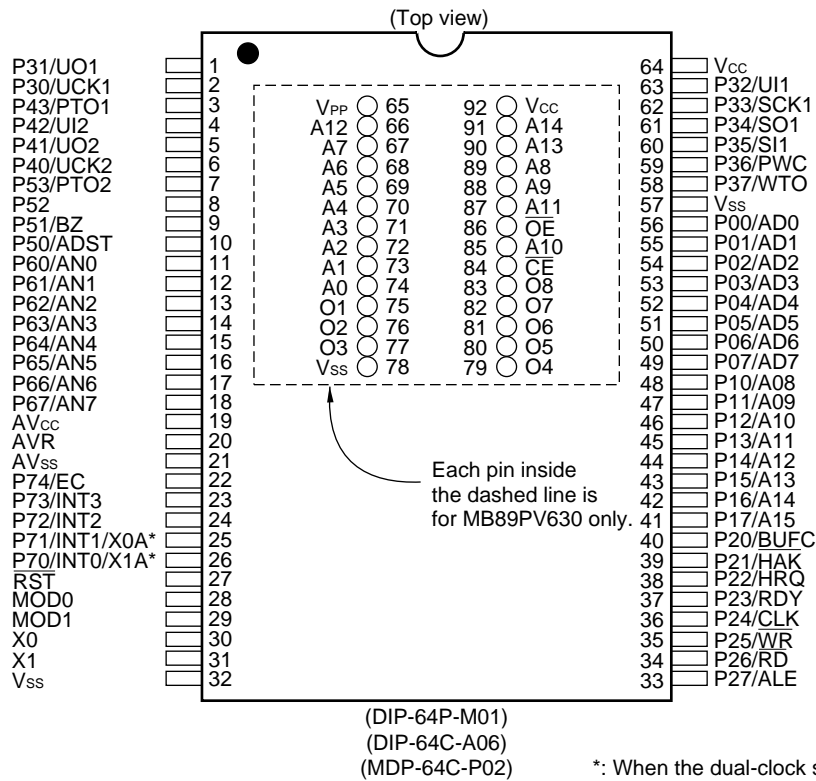 (Top view)
P31/UO1 1
P30/UCK1 2
P43/PTO1 3
P42/UI2 4
P41/UO2 5
P40/UCK2 6
P53/PTO2 7
P52 8
P51/BZ 9
P50/ADST 10
P60/AN0 11
P61/AN1 12
P62/AN2 13
P63/AN3 14
P64/AN4 15
P65/AN5 16
P66/AN6 17
P67/AN7 18
AVcc 19
AVR 20
AVss 21
P74/EC 22
P73/INT3 23
P72/INT2 24
P71/INT1/X0A* 25
P70/INT0/X1A* 26
RST 27
MOD0 28
MOD1 29
X0 30
X1 31
Vss 32
VPP 65
A12 66
A7 67
A6 68
A5 69
A4 70
A3 71
A2 72
A1 73
A0 74
O1 75
O2 76
O3 77
Vss 78
92 Vcc
91 A14
90 A13
89 A8
88 A9
87 A11
86 OE
85 A10
84 CE
83 O8
82 O7
81 O6
80 O5
79 O4
Each pin inside
the dashed line is
for MB89PV630 only.
64 Vcc
63 P32/UI1
62 P33/SCK1
61 P34/SO1
60 P35/SI1
59 P36/PWC
58 P37/WTO
57 Vss
56 P00/AD0
55 P01/AD1
54 P02/AD2
53 P03/AD3
52 P04/AD4
51 P05/AD5
50 P06/AD6
49 P07/AD7
48 P10/A08
47 P11/A09
46 P12/A10
45 P13/A11
44 P14/A12
43 P15/A13
42 P16/A14
41 P17/A15
40 P20/BUFC
39 P21/HAK
38 P22/HRQ
37 P23/RDY
36 P24/CLK
35 P25/WR
34 P26/RD
33 P27/ALE
(DIP-64P-M01)
(DIP-64C-A06)
(MDP-64C-P02)
*: When the dual-clock s